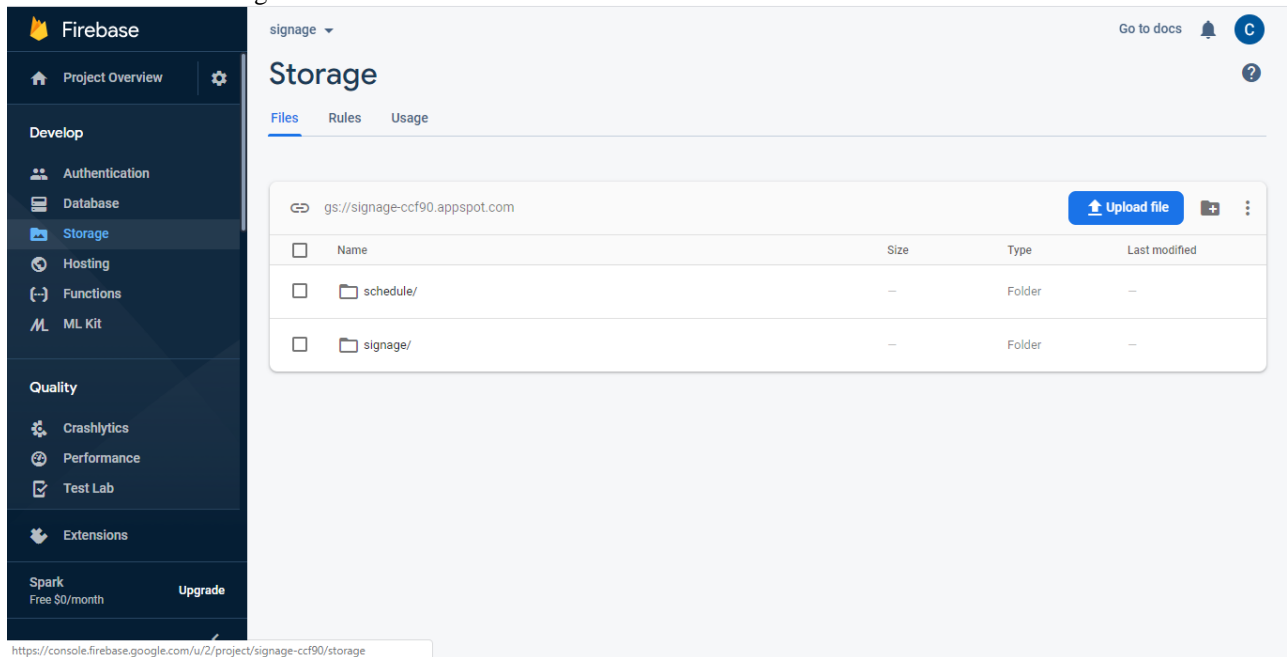 Firebase
Project Overview
Develop
Authentication
Database
Storage
Hosting
Functions
ML Kit
Quality
Crashlytics
Performance
Test Lab
Extensions
Spark
Free $0/month
Upgrade
signage
Go to docs
C
Storage
Files Rules Usage
gs://signage-ccf90.appspot.com
Upload file
Name Size Type Last modified
schedule/ — Folder —
signage/ — Folder —
https://console.firebase.google.com/u/2/project/signage-ccf90/storage